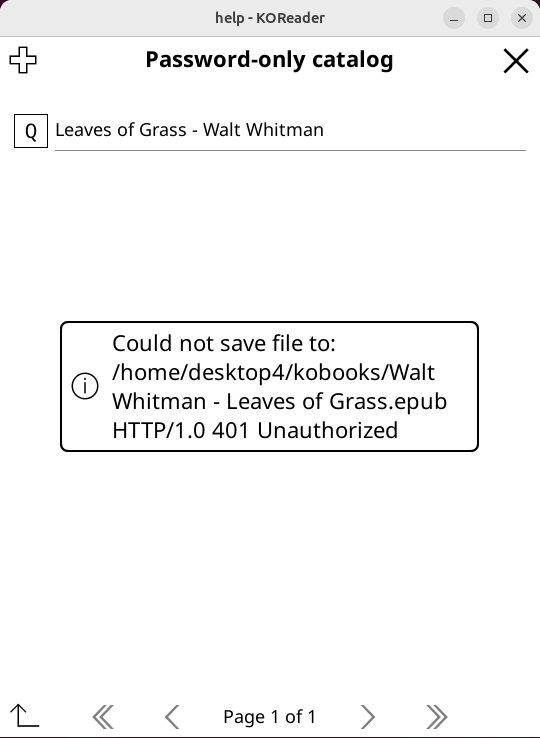 help - KOReader
Password-only catalog
Q Leaves of Grass - Walt Whitman
Could not save file to:
/home/desktop4/kobooks/Walt
Whitman - Leaves of Grass.epub
HTTP/1.0 401 Unauthorized
Page 1 of 1